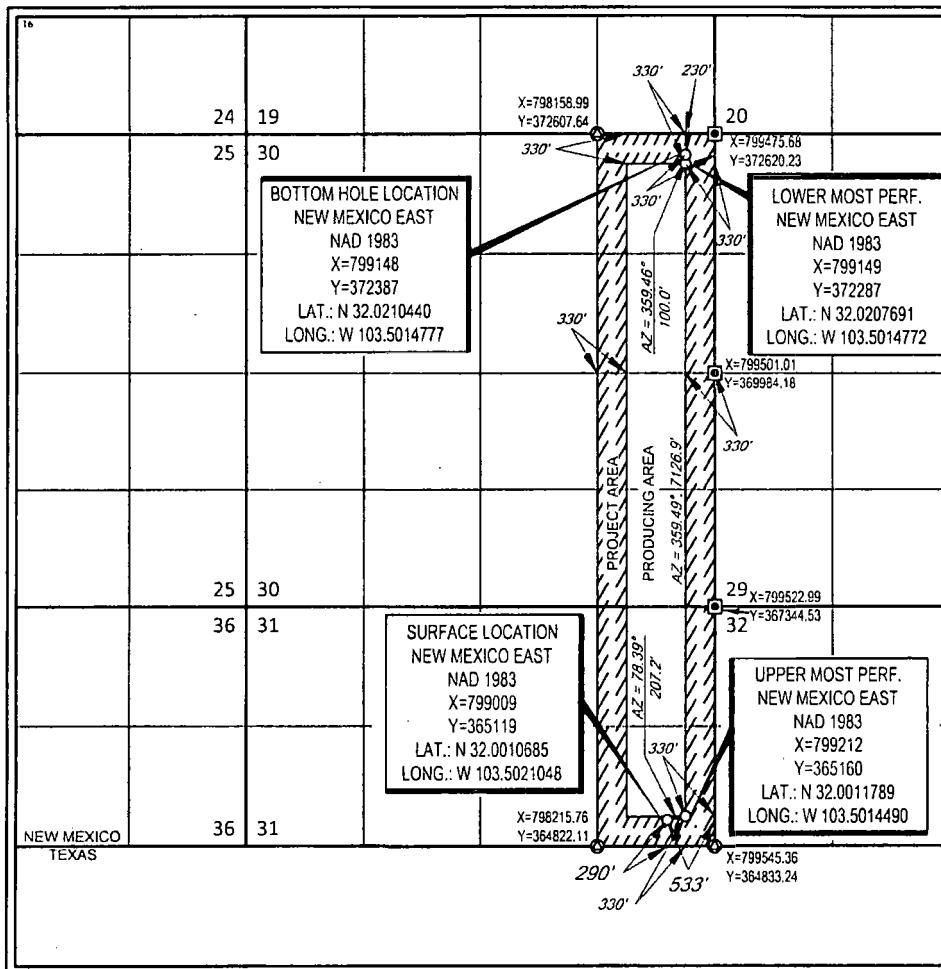 16
330'
230'
X=798158.99
Y=372607.64
24 19
20
25 30
X=799475.68
Y=372620.23
330'
330'
330'
BOTTOM HOLE LOCATION
NEW MEXICO EAST
NAD 1983
X=799148
Y=372387
LAT.: N 32.0210440
LONG.: W 103.5014777
LOWER MOST PERF.
NEW MEXICO EAST
NAD 1983
X=799149
Y=372287
LAT.: N 32.0207691
LONG.: W 103.5014772
AZ = 359.46°
100.0'
330'
X=799501.01
Y=369984.18
330'
PROJECT AREA
PRODUCING AREA
AZ = 359.49°, 7126.9'
25 30
36 31
29
32
X=799522.99
Y=367344.53
SURFACE LOCATION
NEW MEXICO EAST
NAD 1983
X=799009
Y=365119
LAT.: N 32.0010685
LONG.: W 103.5021048
AZ = 78.39°
207.2'
UPPER MOST PERF.
NEW MEXICO EAST
NAD 1983
X=799212
Y=365160
LAT.: N 32.0011789
LONG.: W 103.5014490
330'
X=798215.76
Y=364822.11
NEW MEXICO
TEXAS
36 31
290'
330'
533'
X=799545.36
Y=364833.24